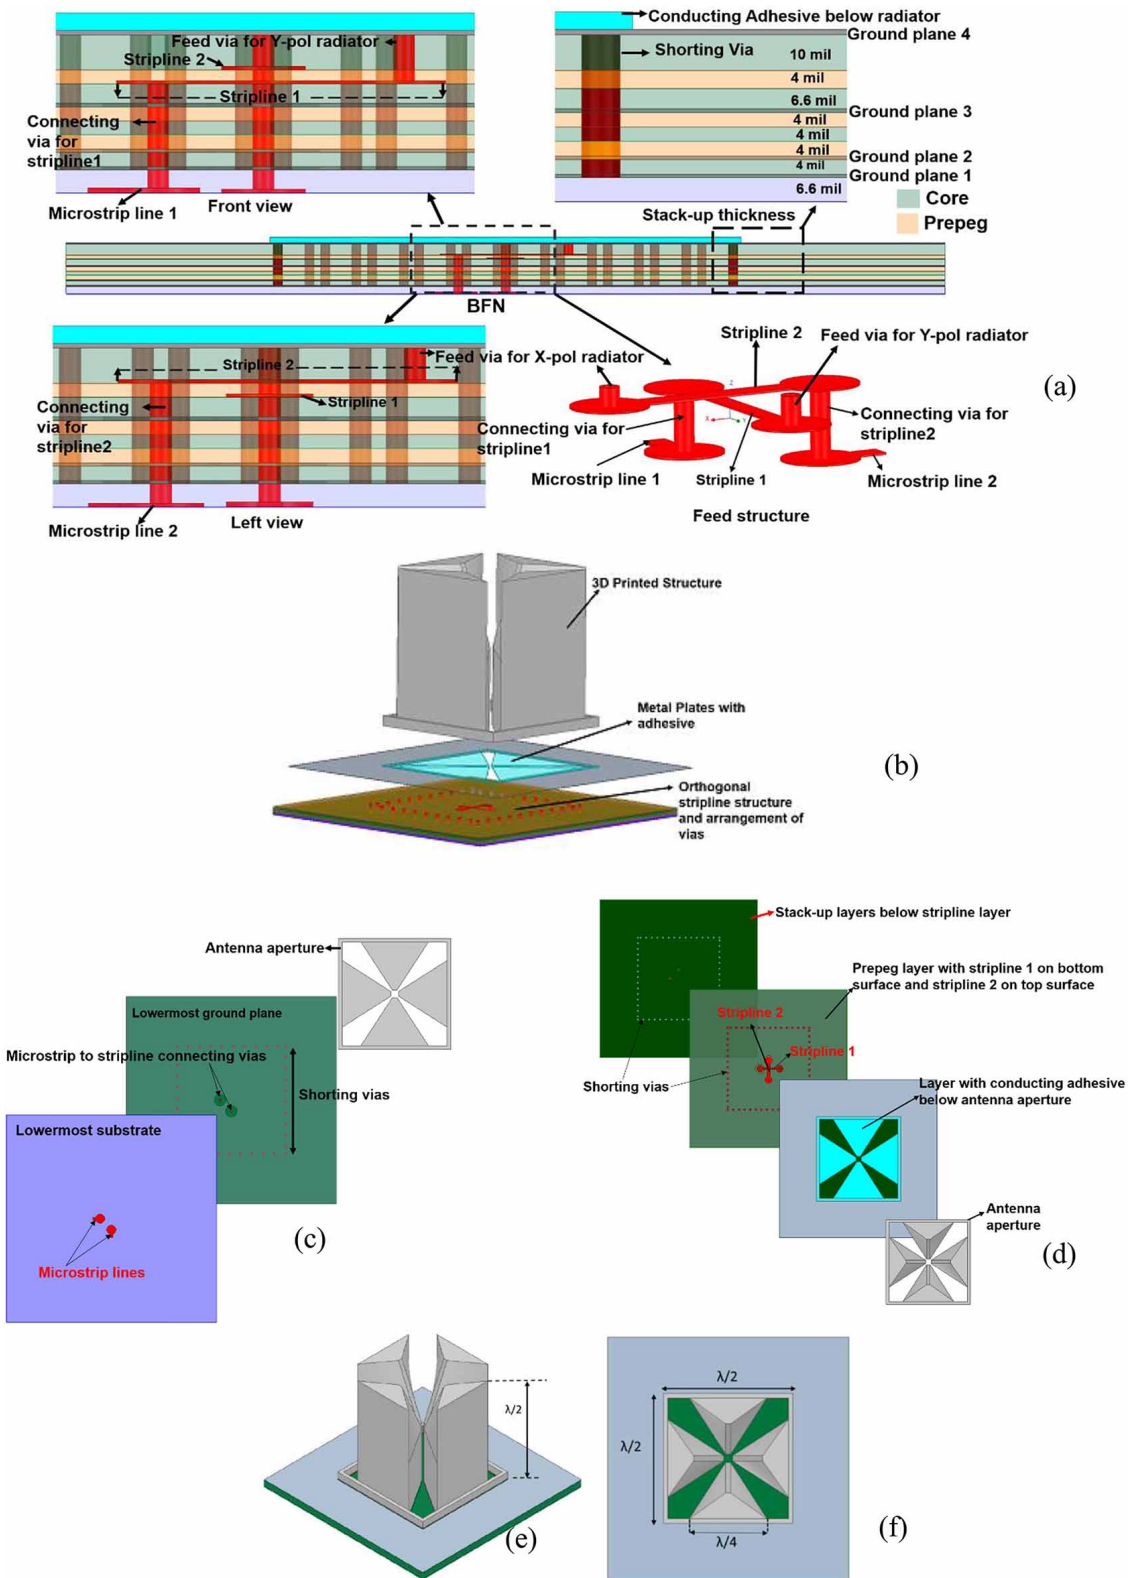 Conducting Adhesive below radiator
Ground plane 4
Feed via for Y-pol radiator
Stripline 2
Shorting Via
10 mil
4 mil
Stripline 1
6.6 mil
Ground plane 3
Connecting
via for
stripline1
4 mil
4 mil
4 mil
Ground plane 2
4 mil
Ground plane 1
6.6 mil
Microstrip line 1
Front view
Core
Stack-up thickness
Prepeg
BFN
Stripline 2
Feed via for Y-pol radiator
Stripline 2
Feed via for X-pol radiator
(a)
Stripline 1
Connecting
via for
stripline2
Z
X
Y
Connecting via for
stripline1
Connecting via for
stripline2
Microstrip line 1
Stripline 1
Microstrip line 2
Microstrip line 2
Left view
Feed structure
3D Printed Structure
Metal Plates with
adhesive
(b)
Orthogonal
stripline structure
and arrangement of
vias
Stack-up layers below stripline layer
Antenna aperture
Prepeg layer with stripline 1 on bottom
surface and stripline 2 on top surface
Lowermost ground plane
Stripline 2
Microstrip to stripline connecting vias
Stripline 1
Shorting vias
Shorting vias
Layer with conducting adhesive
below antenna aperture
Lowermost substrate
Antenna
aperture
(c)
(d)
Microstrip lines
λ/2
λ/2
λ/2
λ/4
(e)
(f)